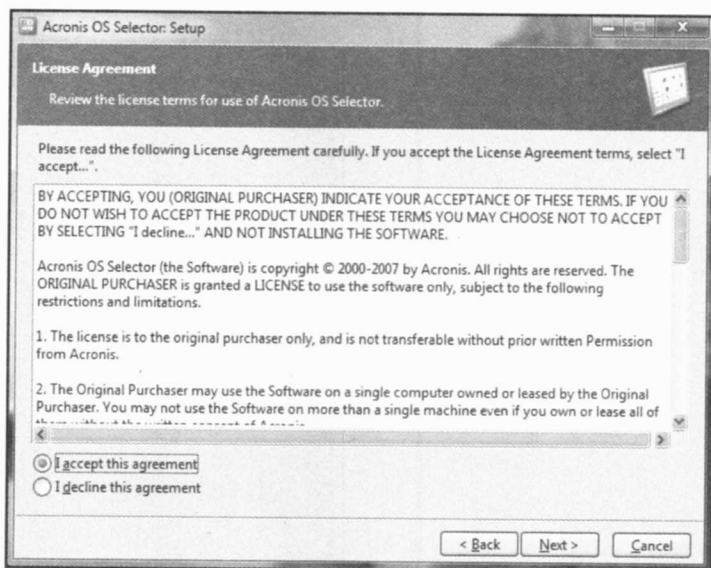 Acronis OS Selector: Setup
License Agreement
Review the license terms for use of Acronis OS Selector.
Please read the following License Agreement carefully. If you accept the License Agreement terms, select "I
accept...".
BY ACCEPTING, YOU (ORIGINAL PURCHASER) INDICATE YOUR ACCEPTANCE OF THESE TERMS. IF YOU
DO NOT WISH TO ACCEPT THE PRODUCT UNDER THESE TERMS YOU MAY CHOOSE NOT TO ACCEPT
BY SELECTING "I decline..." AND NOT INSTALLING THE SOFTWARE.
Acronis OS Selector (the Software) is copyright © 2000-2007 by Acronis. All rights are reserved. The
ORIGINAL PURCHASER is granted a LICENSE to use the software only, subject to the following
restrictions and limitations.
1. The license is to the original purchaser only, and is not transferable without prior written Permission
from Acronis.
2. The Original Purchaser may use the Software on a single computer owned or leased by the Original
Purchaser. You may not use the Software on more than a single machine even if you own or lease all of
them without the written consent of Acronis.
I accept this agreement
I decline this agreement
< Back
Next >
Cancel